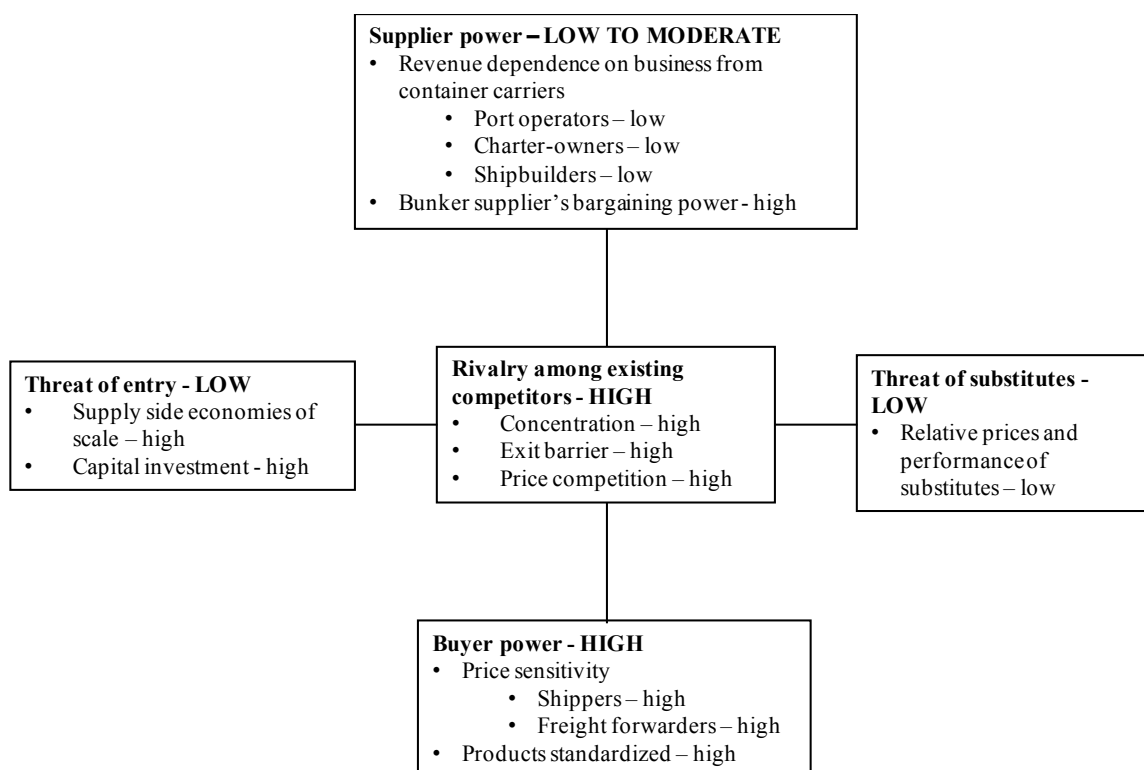 Supplier power – LOW TO MODERATE
• Revenue dependence on business from
container carriers
• Port operators – low
• Charter-owners – low
• Shipbuilders – low
• Bunker supplier’s bargaining power - high
Threat of entry - LOW
• Supply side economies of
scale – high
• Capital investment - high
Rivalry among existing
competitors - HIGH
• Concentration – high
• Exit barrier – high
• Price competition – high
Threat of substitutes -
LOW
• Relative prices and
performance of
substitutes – low
Buyer power - HIGH
• Price sensitivity
• Shippers – high
• Freight forwarders – high
• Products standardized – high